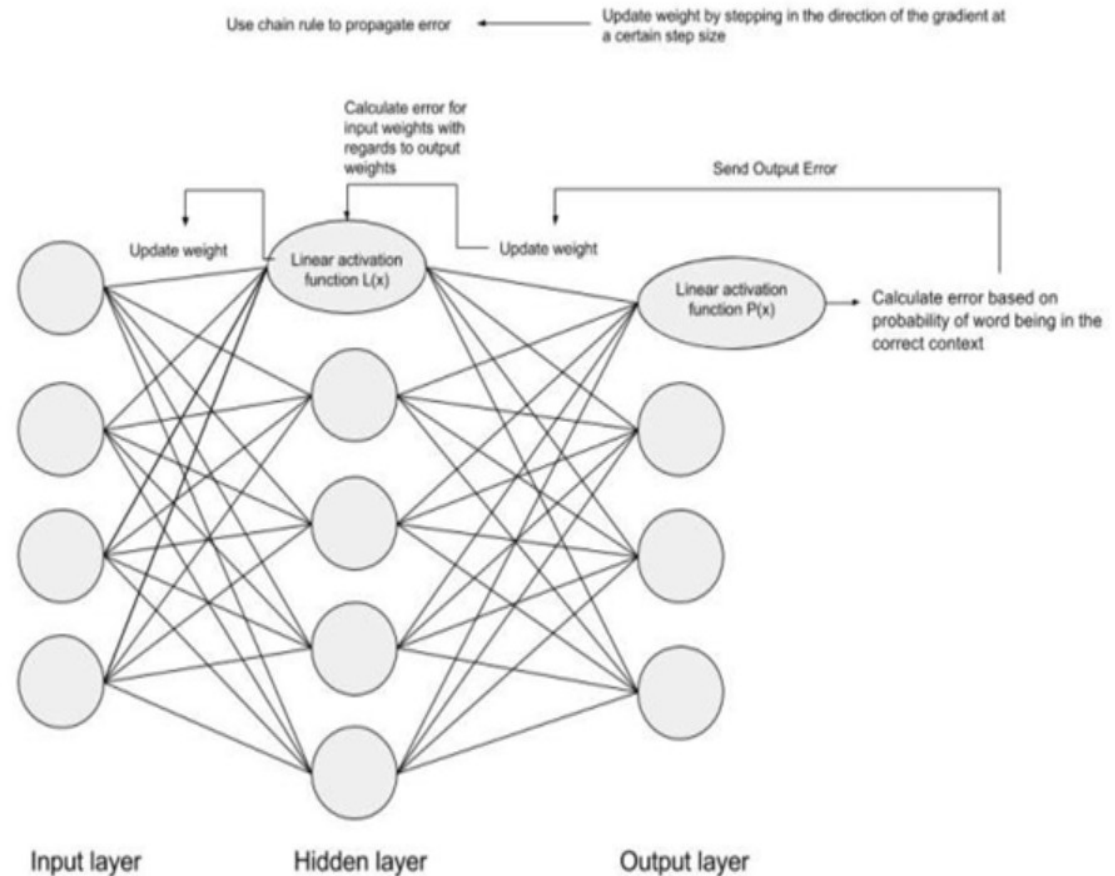 Use chain rule to propagate error
Update weight by stepping in the direction of the gradient at
a certain step size
Calculate error for
input weights with
regards to output
weights
Send Output Error
Update weight
Update weight
Linear activation
function L(x)
Linear activation
function P(x)
Calculate error based on
probability of word being in the
correct context
Input layer
Hidden layer
Output layer